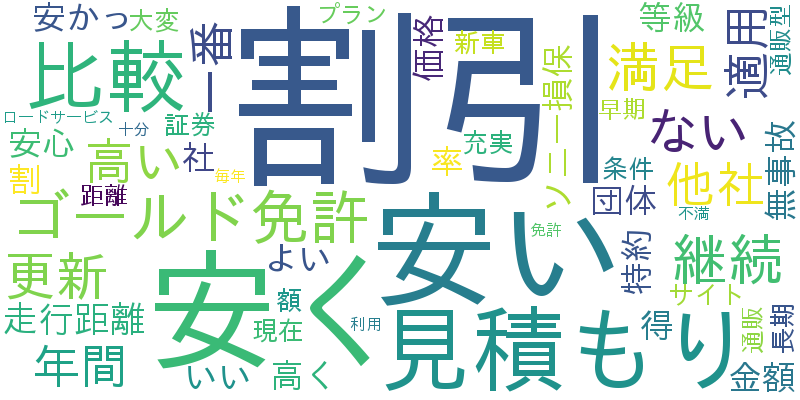 安かっ
大変
一番
プラン
割引
価格
新車
ソニー損保
等級
満足
適用
通販型
比較
ロードサービス
十分
証券
安心
高い
社
割
距離
毎年
率
充実
早期
条件
ない
他社
団体
無事故
不満
免許
ゴールド免許
安い
安く
よい
更新
額
特約
継続
サイト
走行距離
現在
利用
見積もり
得
通販
長期
年間
いい
高く
金額